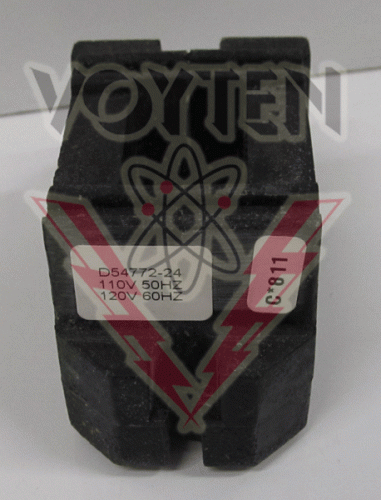 VOYTEN
D54772-24
110V 50HZ
120V 60HZ
C*811